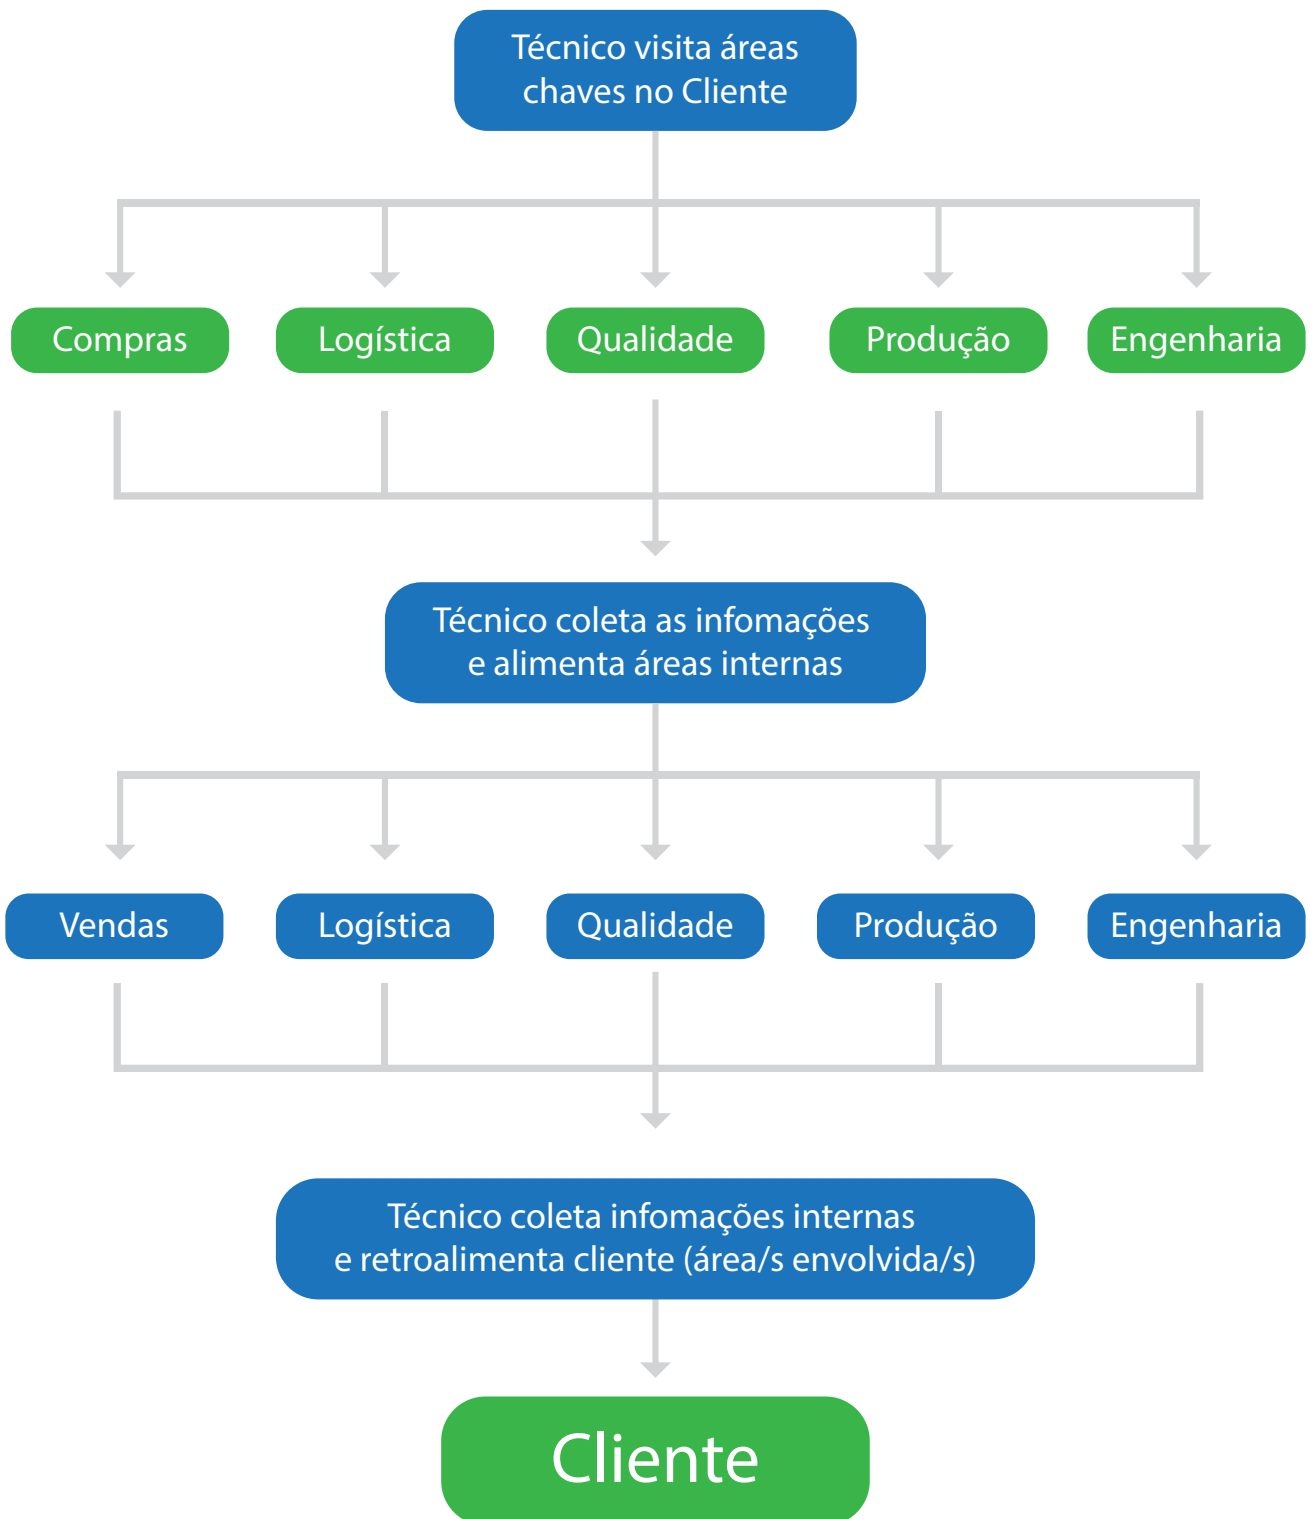 Técnico visita áreas
chaves no Cliente
Compras
Logística
Qualidade
Produção
Engenharia
Técnico coleta as infomações
e alimenta áreas internas
Vendas
Logística
Qualidade
Produção
Engenharia
Técnico coleta infomações internas
e retroalimenta cliente (área/s envolvida/s)
Cliente